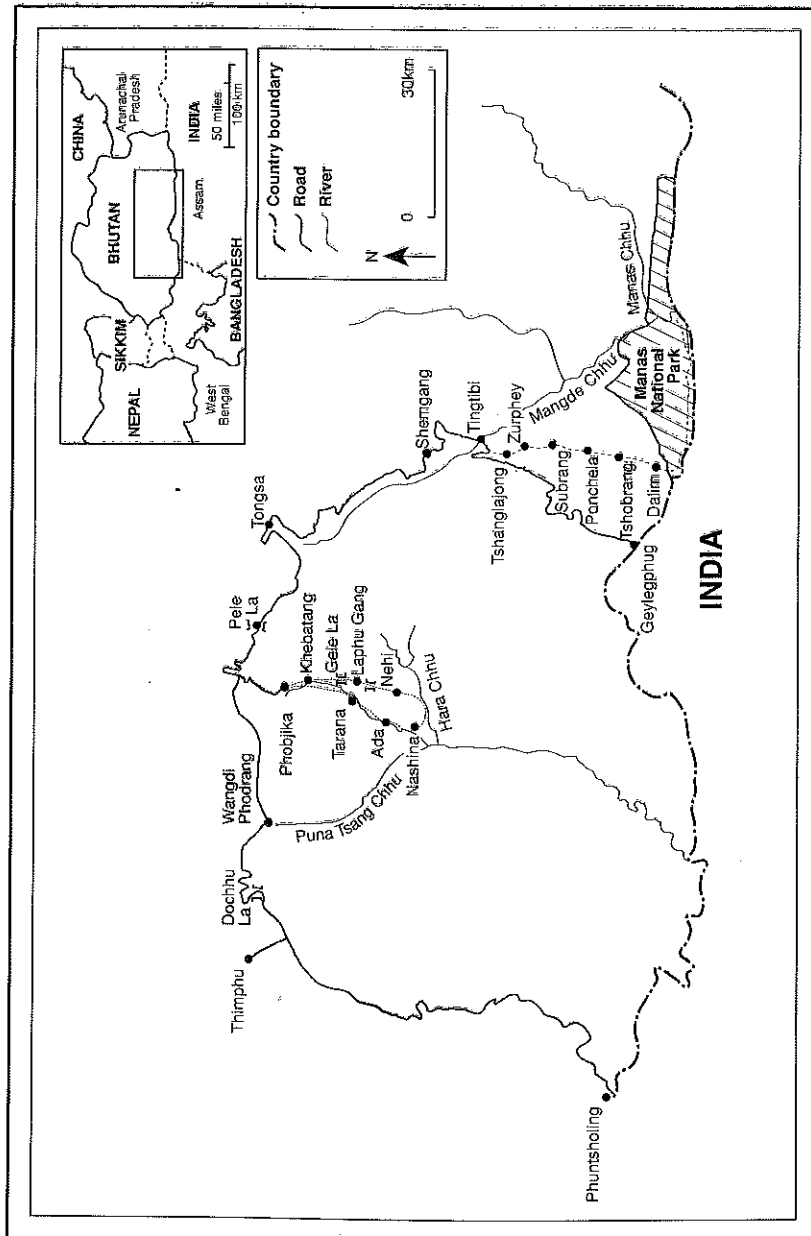 CHINA
Arunachal
Pradesh
NEPAL
SIKKIM
BHUTAN
West
Bengal
Assam
INDIA
BANGLADESH
50 miles
100 km
Country boundary
Road
River
N
0
30km
Thimphu
Dochhu
La
Wangdi
Phodrang
Pele
La
Tongsa
Phobjika
Khebatang
Gele La
Tiarana
Laphu Gang
Ada
Nehi
Nashina
Hara Chhu
Puna Tsang Chhu
Shemgang
Tingtibi
Zurphey
Tshanglajong
Subrang
Panchela
Tshobrang
Dalim
Mangde Chhu
Manas Chhu
Manas
National
Park
Geylegphug
Phuntsholing
INDIA